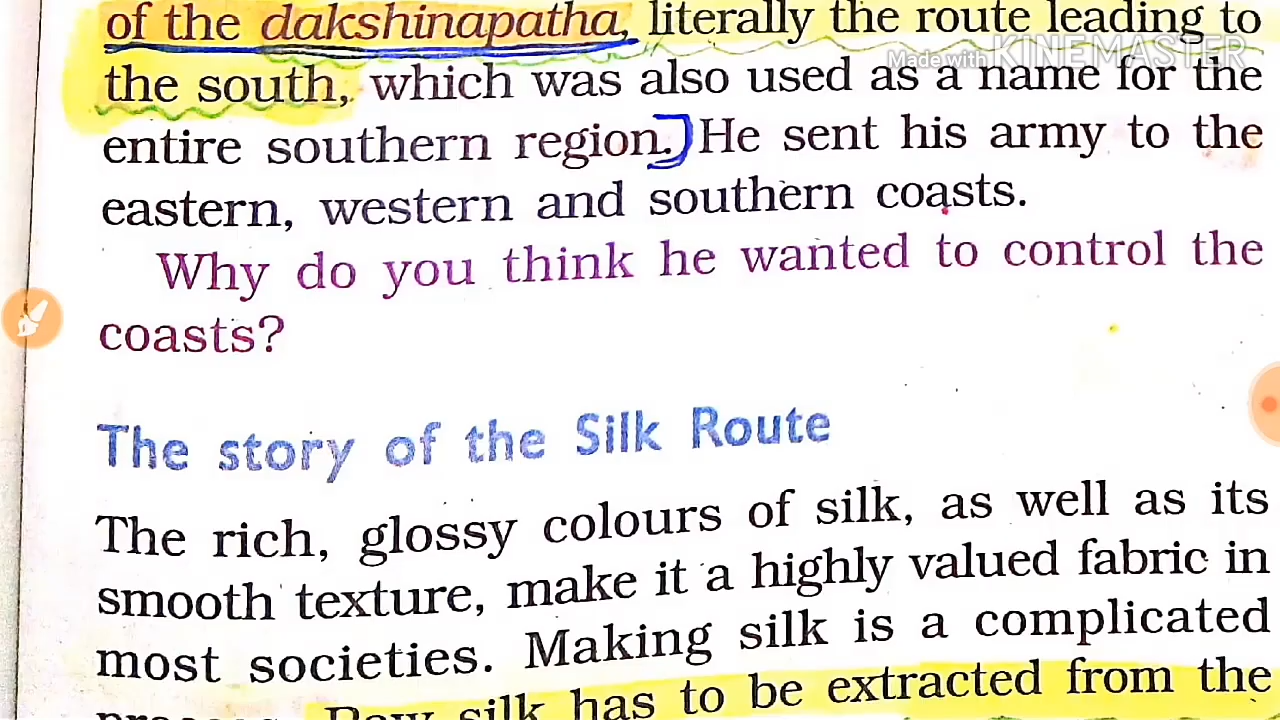 of the dakshinapatha, literally the route leading to
Made with KINEMASTER
the south, which was also used as a name for the
entire southern region. He sent his army to the
eastern, western and southern coasts.
Why do you think he wanted to control the
coasts?
The story of the Silk Route
The rich, glossy colours of silk, as well as its
smooth texture, make it a highly valued fabric in
most societies. Making silk is a complicated
process. Raw silk has to be extracted from the